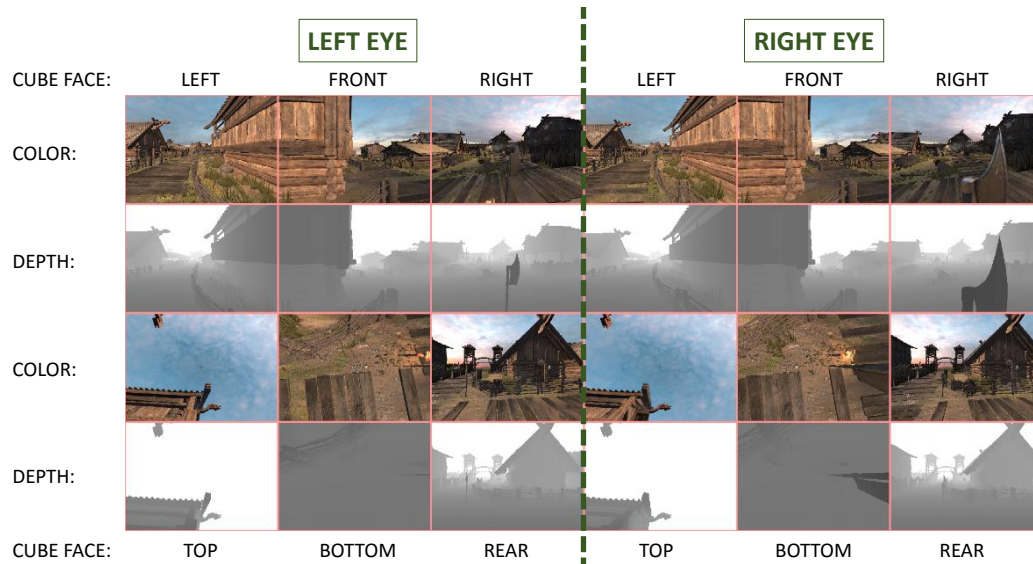 LEFT EYE RIGHT EYE
CUBE FACE: LEFT FRONT RIGHT LEFT FRONT RIGHT
COLOR:
DEPTH:
COLOR:
DEPTH:
CUBE FACE: TOP BOTTOM REAR TOP BOTTOM REAR